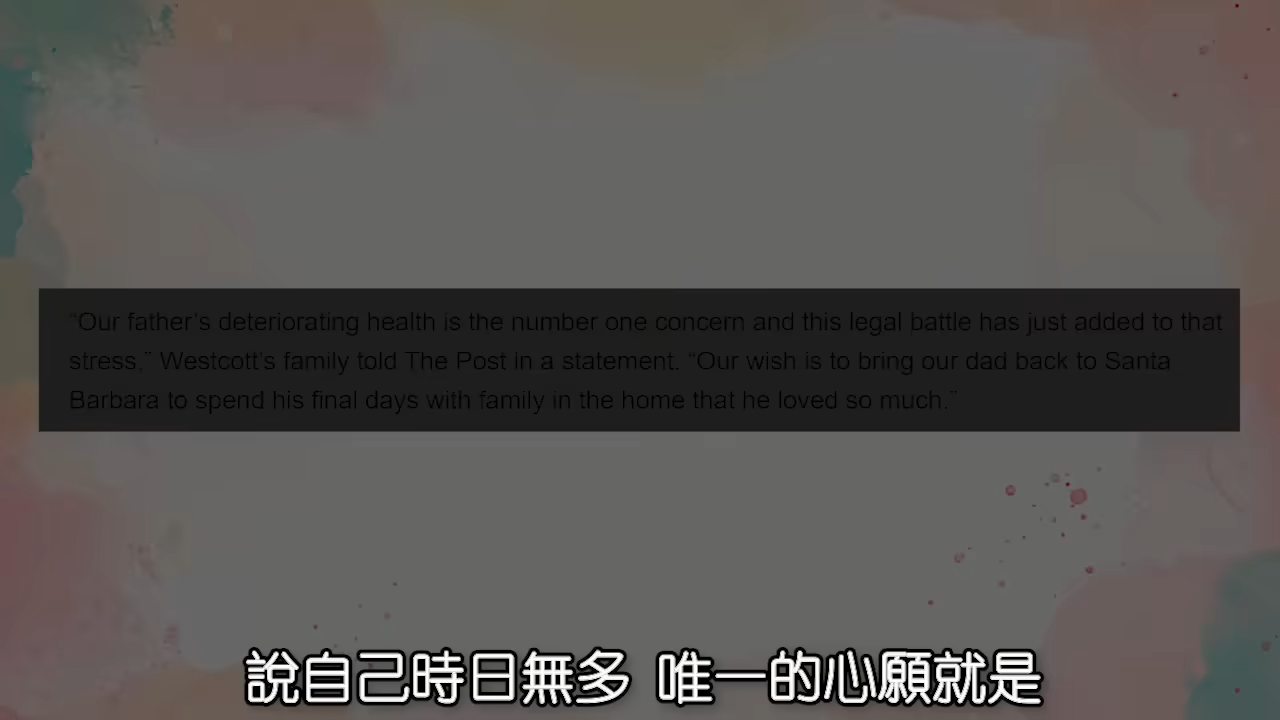 “Our father’s deteriorating health is the number one concern and this legal battle has just added to that
stress,” Westcott’s family told The Post in a statement. “Our wish is to bring our dad back to Santa
Barbara to spend his final days with family in the home that he loved so much.”
說自己時日無多 唯一的心願就是